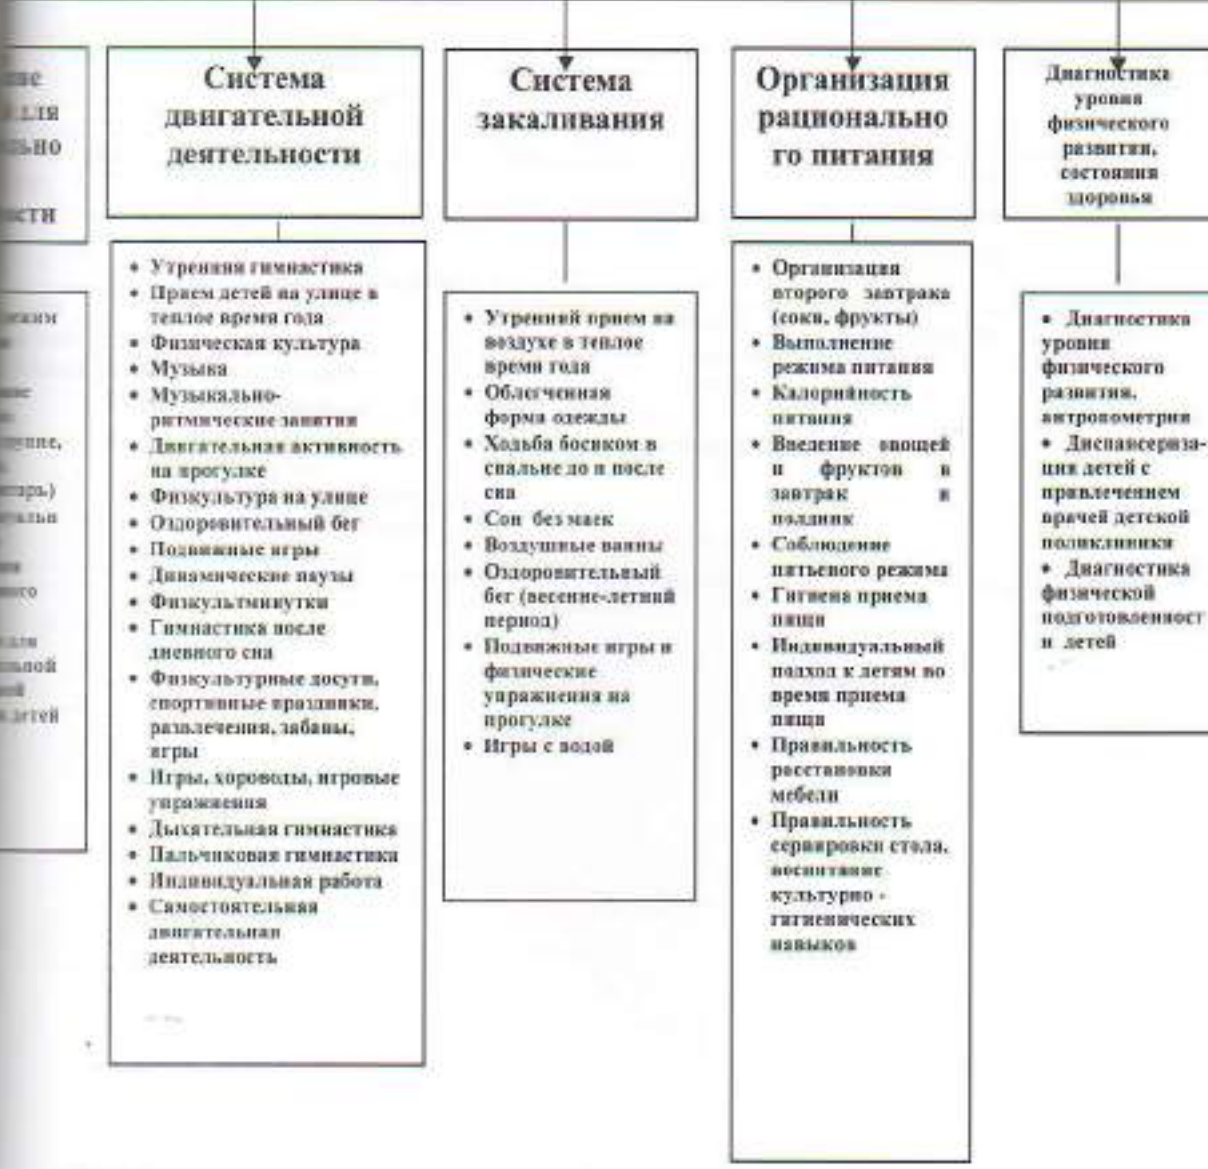 Система
двигательной
деятельности
Система
закаливания
Организация
рационально
го питания
Диагностика
уровня
физического
развития,
состояния
здоровья
ости
режим
группе,
детей
• Утренняя гимнастика
• Прием детей на улице в
теплое время года
• Физическая культура
• Музыка
• Музыкально-
ритмические занятия
• Двигательная активность
на прогулке
• Физкультура на улице
• Оздоровительный бег
• Подвижные игры
• Динамические паузы
• Физкультминутки
• Гимнастика после
дневного сна
• Физкультурные досуги,
спортивные праздники,
развлечения, забавы,
игры
• Игры, хороводы, игровые
упражнения
• Дыхательная гимнастика
• Пальчиковая гимнастика
• Индивидуальная работа
• Самостоятельная
двигательная
деятельность
• Утренний прием на
воздухе в теплое
время года
• Облегченная
форма одежды
• Ходьба босиком в
спальне до и после
сна
• Сон без маек
• Воздушные ванны
• Оздоровительный
бег (весенне-летний
период)
• Подвижные игры и
физические
упражнения на
прогулке
• Игры с водой
• Организация
второго завтрака
(соки, фрукты)
• Выполнение
режима питания
• Калорийность
питания
• Введение овощей
и фруктов в
завтрак и
полдник
• Соблюдение
питьевого режима
• Гигиена приема
пищи
• Индивидуальный
подход к детям во
время приема
пищи
• Правильность
расстановки
мебели
• Правильность
сервировки стола,
воспитание
культурно -
гигиенических
навыков
• Диагностика
уровня
физического
развития,
антропометрия
• Диспансериза-
ция детей с
привлечением
врачей детской
поликлиники
• Диагностика
физической
подготовленност
и детей